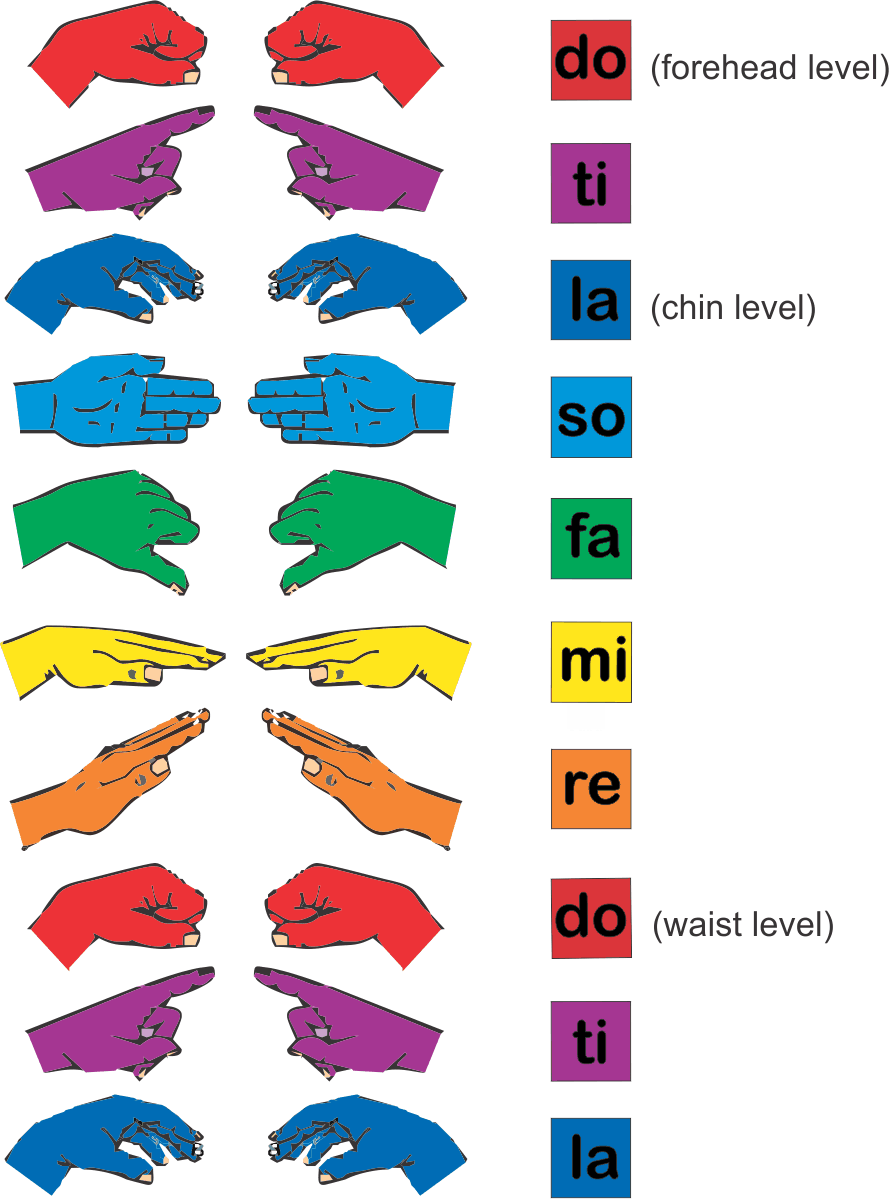 do (forehead level)
ti
la (chin level)
so
fa
mi
re
do (waist level)
ti
la